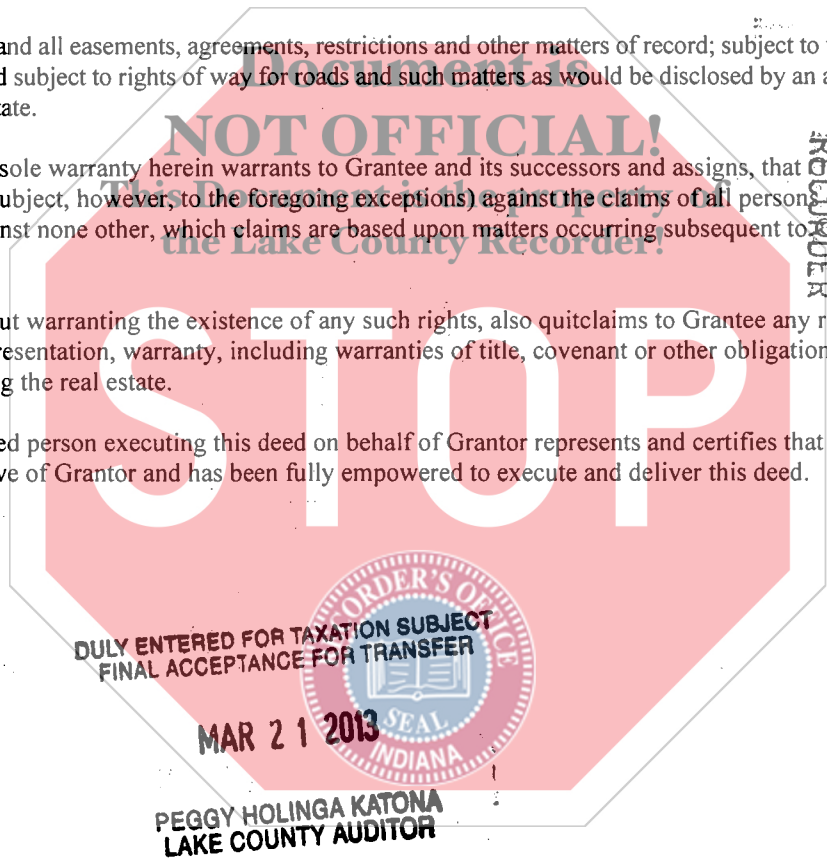 and all easements, agreements, restrictions and other matters of record; subject to
d subject to rights of way for roads and such matters as would be disclosed by an a
tate.
sole warranty herein warrants to Grantee and its successors and assigns, that
ubject, however, to the foregoing exceptions) against the claims of all persons
nst none other, which claims are based upon matters occurring subsequent to
ut warranting the existence of any such rights, also quitclaims to Grantee any r
resentation, warranty, including warranties of title, covenant or other obligation
g the real estate.
ed person executing this deed on behalf of Grantor represents and certifies that
ve of Grantor and has been fully empowered to execute and deliver this deed.
Document is
NOT OFFICIAL!
This Document is the property of
the Lake County Recorder!
STOP
RECORDER
RECORDER'S OFFICE
SEAL
INDIANA
DULY ENTERED FOR TAXATION SUBJECT
FINAL ACCEPTANCE FOR TRANSFER
MAR 21 2013
PEGGY HOLINGA KATONA
LAKE COUNTY AUDITOR